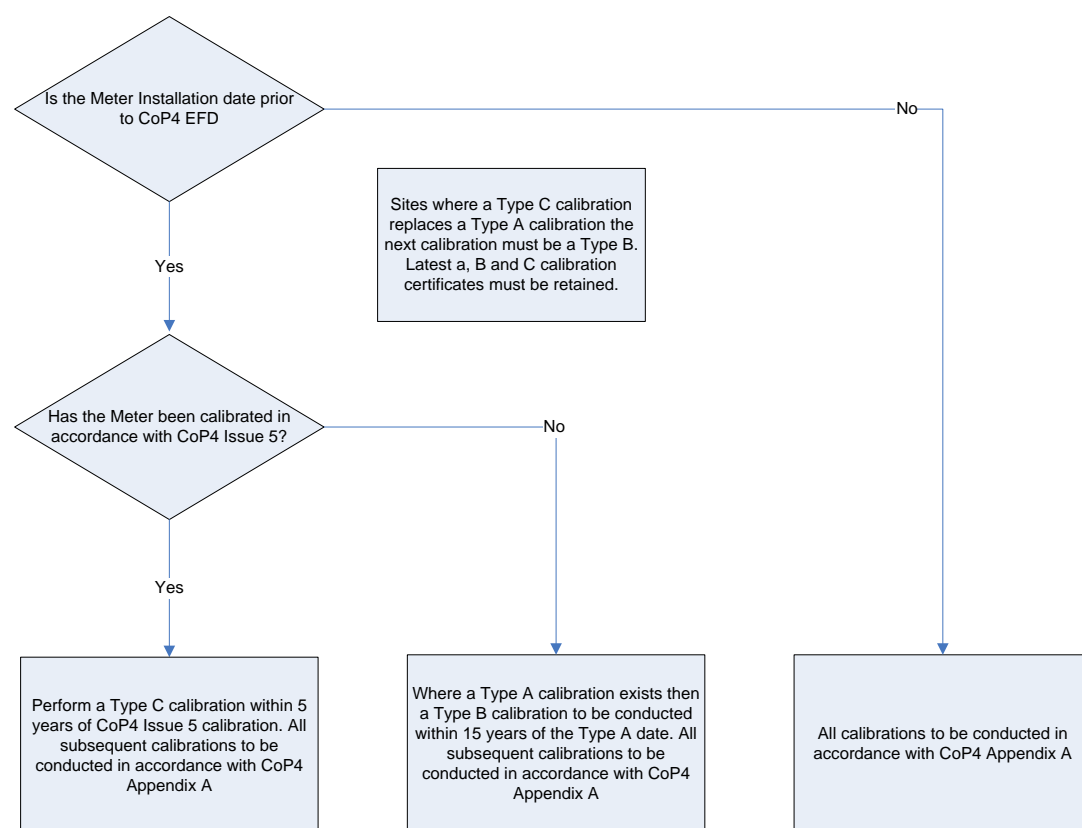 Is the Meter Installation date prior
to CoP4 EFD
No
Sites where a Type C calibration
replaces a Type A calibration the
next calibration must be a Type B.
Latest a, B and C calibration
certificates must be retained.
Yes
Has the Meter been calibrated in
accordance with CoP4 Issue 5?
No
Yes
Perform a Type C calibration within 5
years of CoP4 Issue 5 calibration. All
subsequent calibrations to be
conducted in accordance with CoP4
Appendix A
Where a Type A calibration exists then
a Type B calibration to be conducted
within 15 years of the Type A date. All
subsequent calibrations to be
conducted in accordance with CoP4
Appendix A
All calibrations to be conducted in
accordance with CoP4 Appendix A